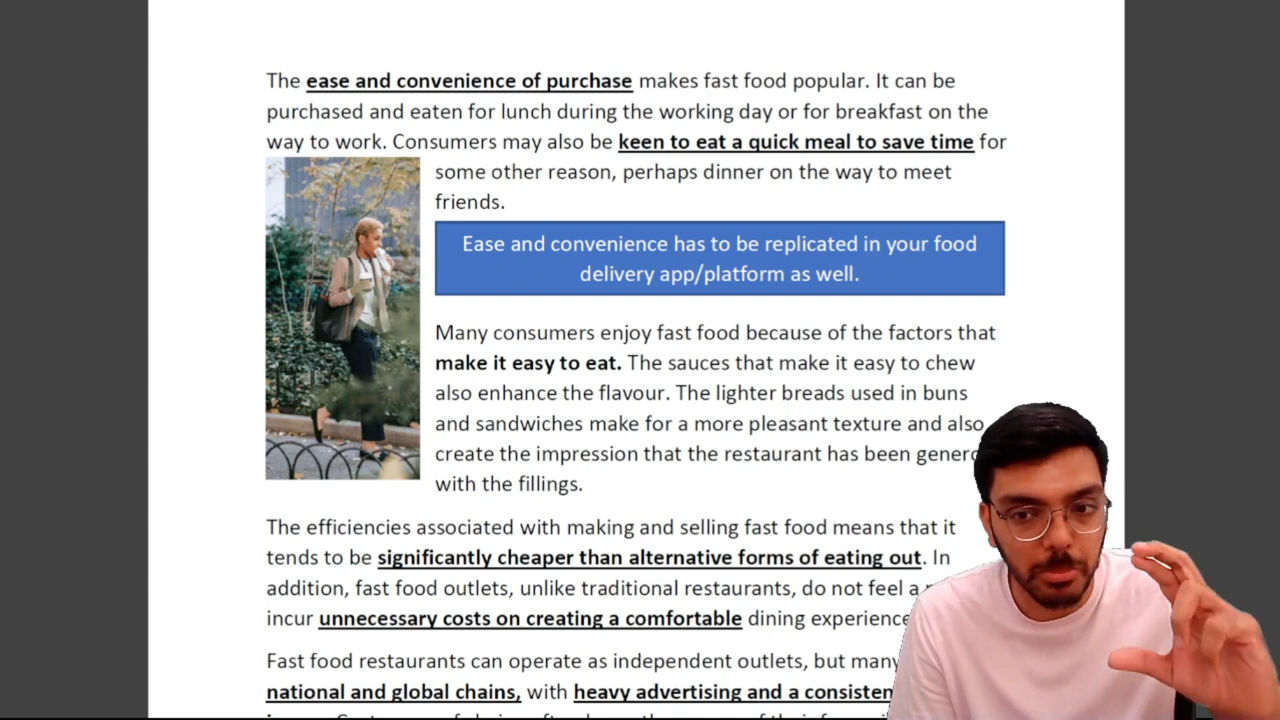 The ease and convenience of purchase makes fast food popular. It can be
purchased and eaten for lunch during the working day or for breakfast on the
way to work. Consumers may also be keen to eat a quick meal to save time for
some other reason, perhaps dinner on the way to meet
friends.
Ease and convenience has to be replicated in your food
delivery app/platform as well.
Many consumers enjoy fast food because of the factors that
make it easy to eat. The sauces that make it easy to chew
also enhance the flavour. The lighter breads used in buns
and sandwiches make for a more pleasant texture and also
create the impression that the restaurant has been
with the fillings.
The efficiencies associated with making and selling fast food means that it
tends to be significantly cheaper than alternative forms of eating out. In
addition, fast food outlets, unlike traditional restaurants, do not feel a
incur unnecessary costs on creating a comfortable dining experience
Fast food restaurants can operate as independent outlets, but many
national and global chains, with heavy advertising and a